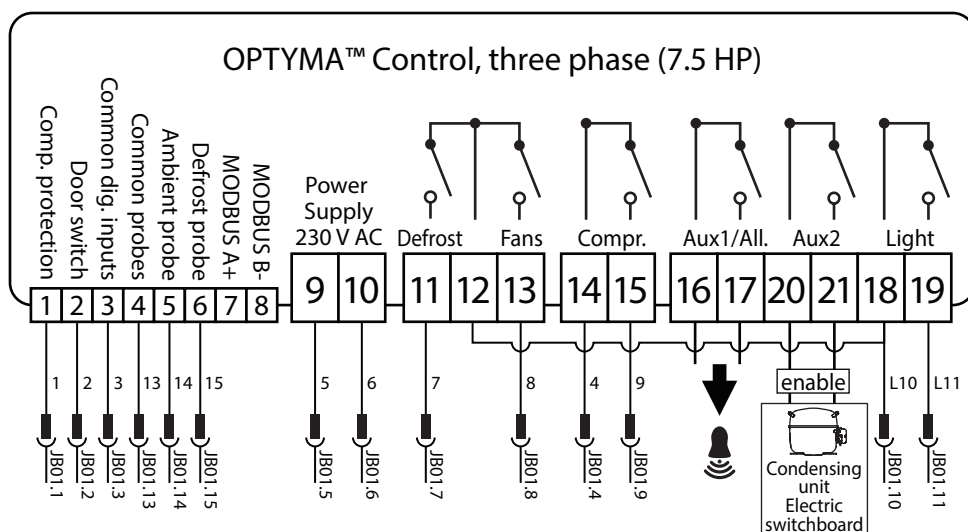 OPTYMA™ Control, three phase (7.5 HP)
Comp. protection
Door switch
Common dig. inputs
Common probes
Ambient probe
Defrost probe
MODBUS A+
MODBUS B-
Power
Supply
230 V AC
Defrost
Fans
Compr.
Aux1/All.
Aux2
Light
1 2 3 4 5 6 7 8
9 10
11 12 13
14 15
16 17 20 21 18 19
1 2 3 13 14 15
5 6
7 8
4 9
enable
L10 L11
JB01.1
JB01.2
JB01.3
JB01.13
JB01.14
JB01.15
JB01.5
JB01.6
JB01.7
JB01.8
JB01.4
JB01.9
Condensing
unit
Electric
switchboard
JB01.10
JB01.11